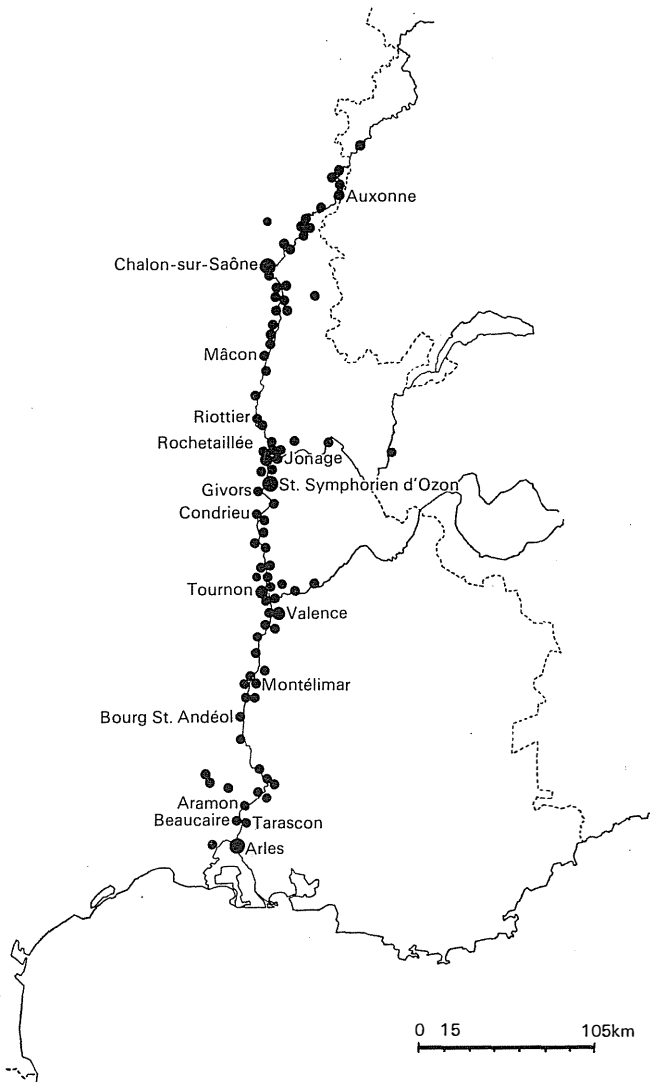 Auxonne
Chalon-sur-Saône
Mâcon
Riottier
Rochetaillée
Jonage
St. Symphorien d'Ozon
Givors
Condrieu
Tournon
Valence
Montélimar
Bourg St. Andéol
Aramon
Beaucaire
Tarascon
Arles
0 15 105km